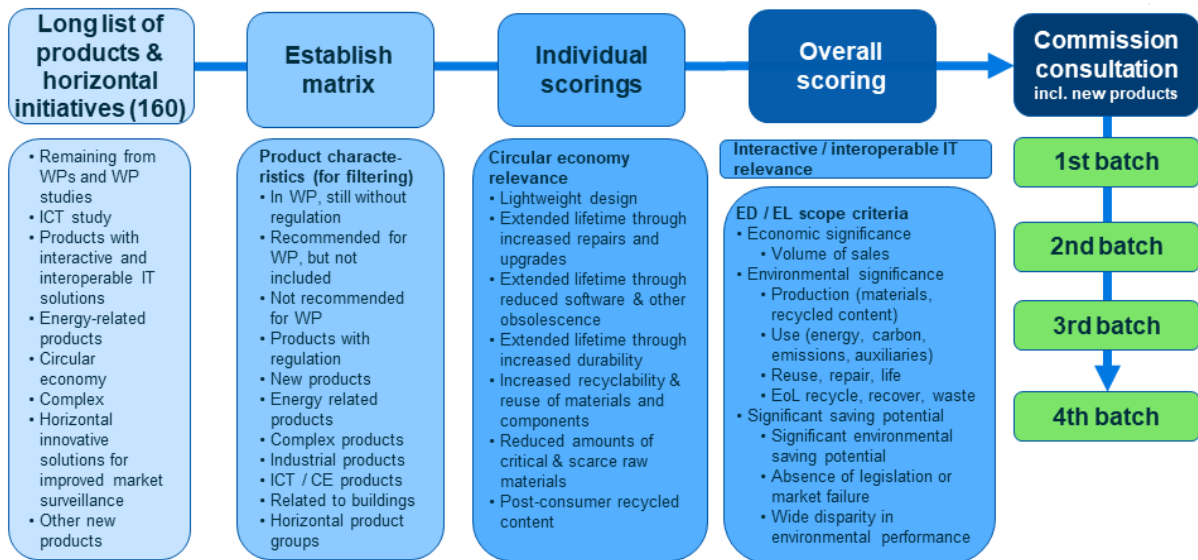 Long list of
products &
horizontal
initiatives (160)
Establish
matrix
Individual
scorings
Overall
scoring
Commission
consultation
incl. new products
• Remaining from
WPs and WP
studies
• ICT study
• Products with
interactive and
interoperable IT
solutions
• Energy-related
products
• Circular
economy
• Complex
• Horizontal
innovative
solutions for
improved market
surveillance
• Other new
products
Product characte-
ristics (for filtering)
• In WP, still without
regulation
• Recommended for
WP, but not
included
• Not recommended
for WP
• Products with
regulation
• New products
• Energy related
products
• Complex products
• Industrial products
• ICT / CE products
• Related to buildings
• Horizontal product
groups
Circular economy
relevance
• Lightweight design
• Extended lifetime through
increased repairs and
upgrades
• Extended lifetime through
reduced software & other
obsolescence
• Extended lifetime through
increased durability
• Increased recyclability &
reuse of materials and
components
• Reduced amounts of
critical & scarce raw
materials
• Post-consumer recycled
content
Interactive / interoperable IT
relevance
ED / EL scope criteria
• Economic significance
• Volume of sales
• Environmental significance
• Production (materials,
recycled content)
• Use (energy, carbon,
emissions, auxiliaries)
• Reuse, repair, life
• EoL recycle, recover, waste
• Significant saving potential
• Significant environmental
saving potential
• Absence of legislation or
market failure
• Wide disparity in
environmental performance
1st batch
2nd batch
3rd batch
4th batch